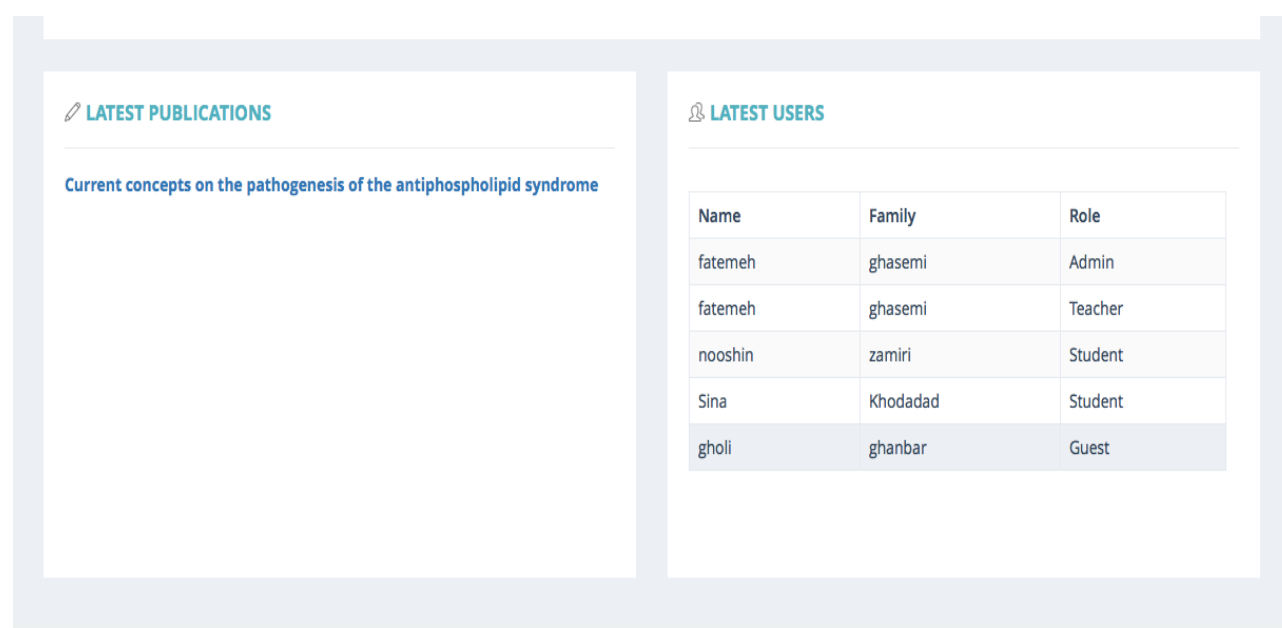 LATEST PUBLICATIONS
Current concepts on the pathogenesis of the antiphospholipid syndrome
LATEST USERS
Name Family Role
fatemeh ghasemi Admin
fatemeh ghasemi Teacher
nooshin zamiri Student
Sina Khodadad Student
gholi ghanbar Guest